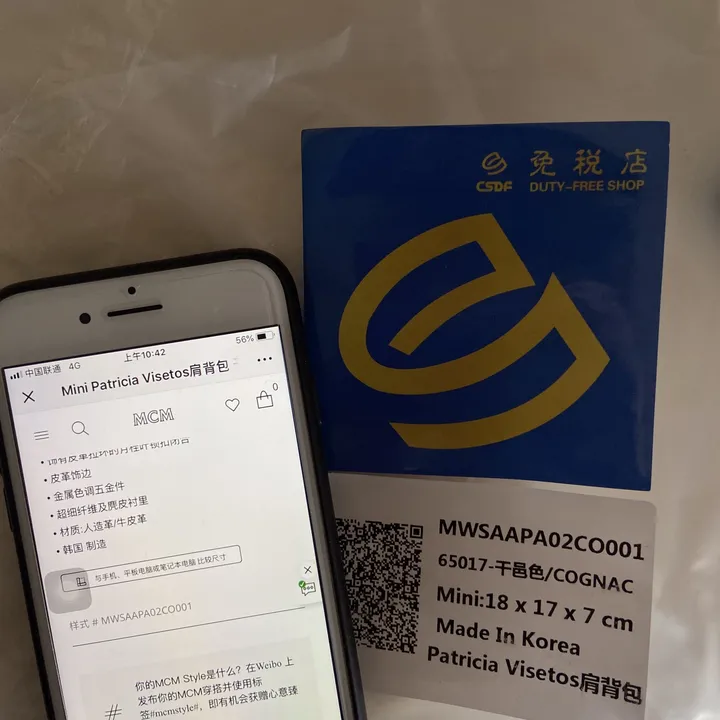 免税店
CSDF DUTY-FREE SHOP
中国联通 4G 上午10:42 56%
Mini Patricia Visetos肩背包
MCM
0
• 皮革饰边
• 金属色调五金件
• 超细纤维及麂皮衬里
• 材质:人造革/牛皮革
• 韩国 制造
与手机、平板电脑或笔记本电脑 比较尺寸
样式 # MWSAAPA02CO001
你的MCM Style是什么? 在Weibo 上
# 发布你的MCM穿搭并使用标
签#mcmstyle#，即有机会获赠心意臻
MWSAAPA02CO001
65017-干邑色/COGNAC
Mini:18 x 17 x 7 cm
Made In Korea
Patricia Visetos肩背包